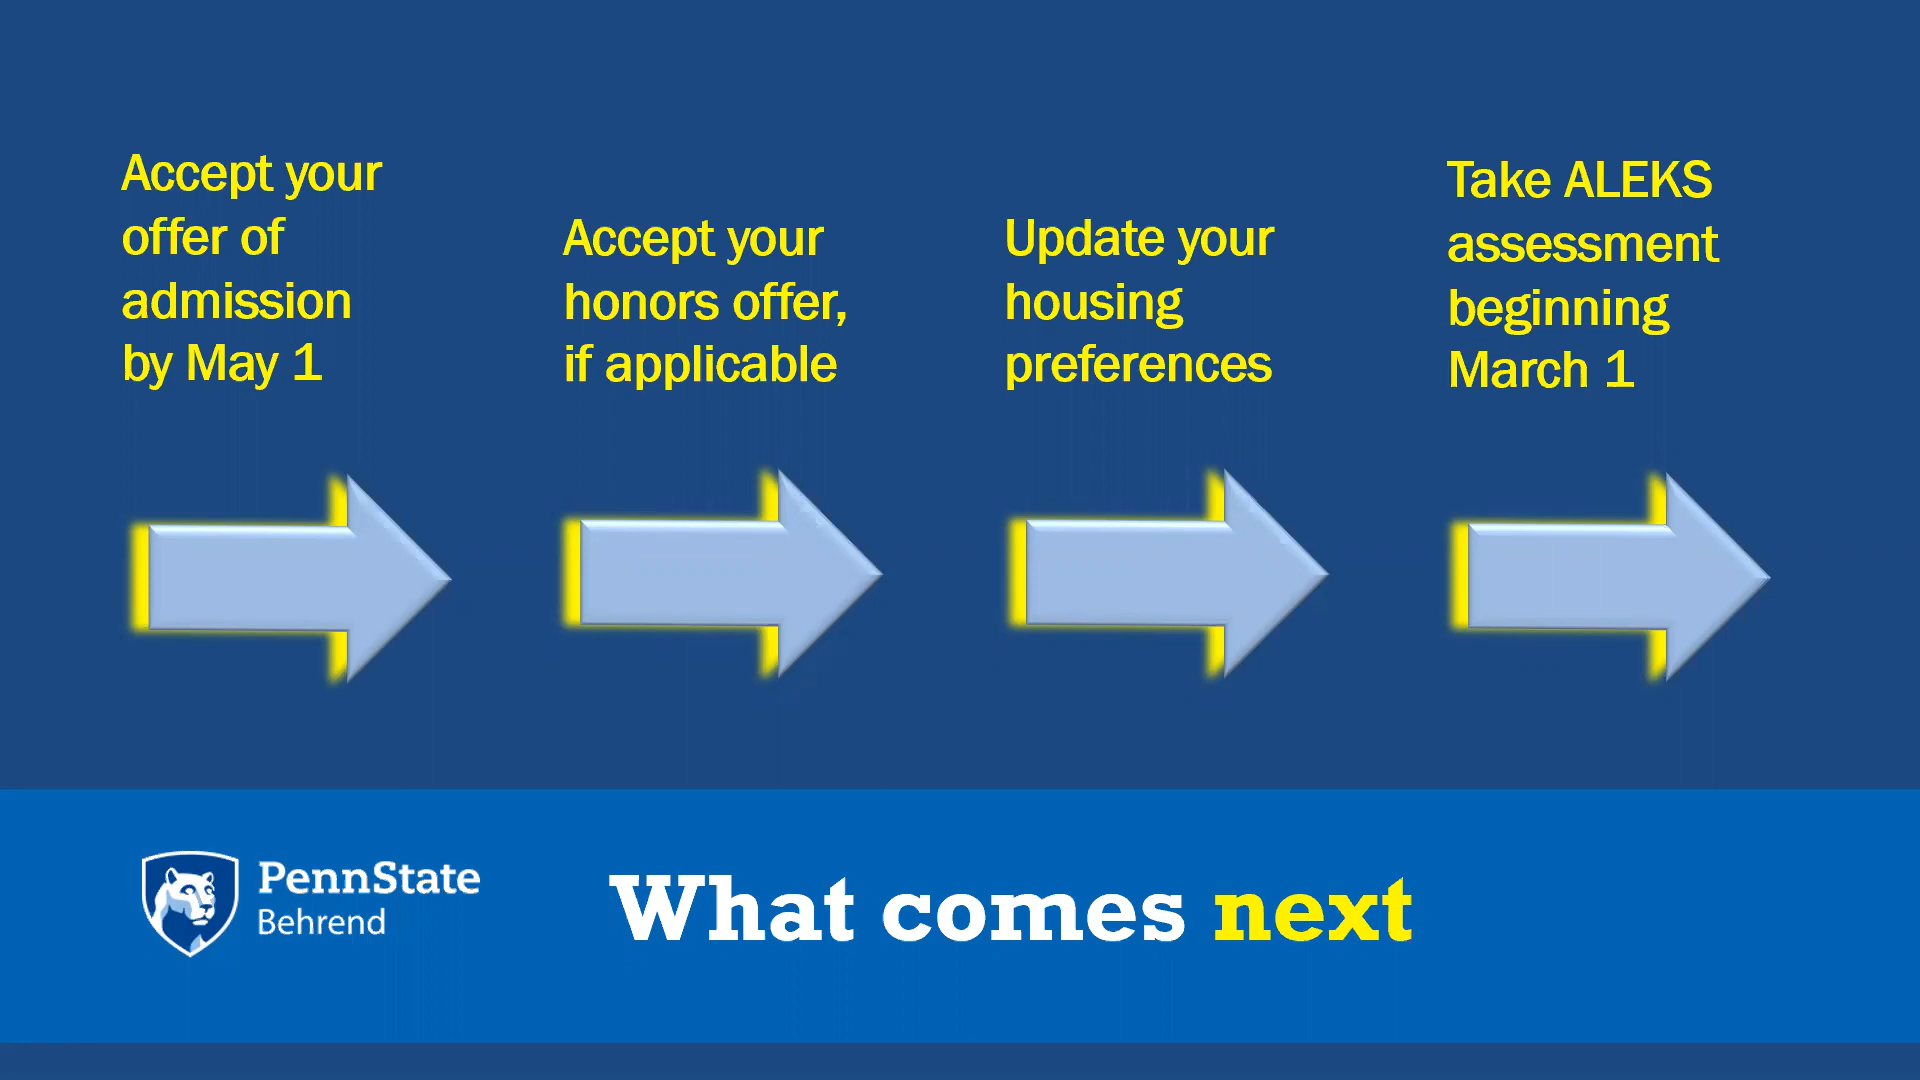 Accept your
offer of
admission
by May 1
Accept your
honors offer,
if applicable
Update your
housing
preferences
Take ALEKS
assessment
beginning
March 1
PennState
Behrend
What comes next